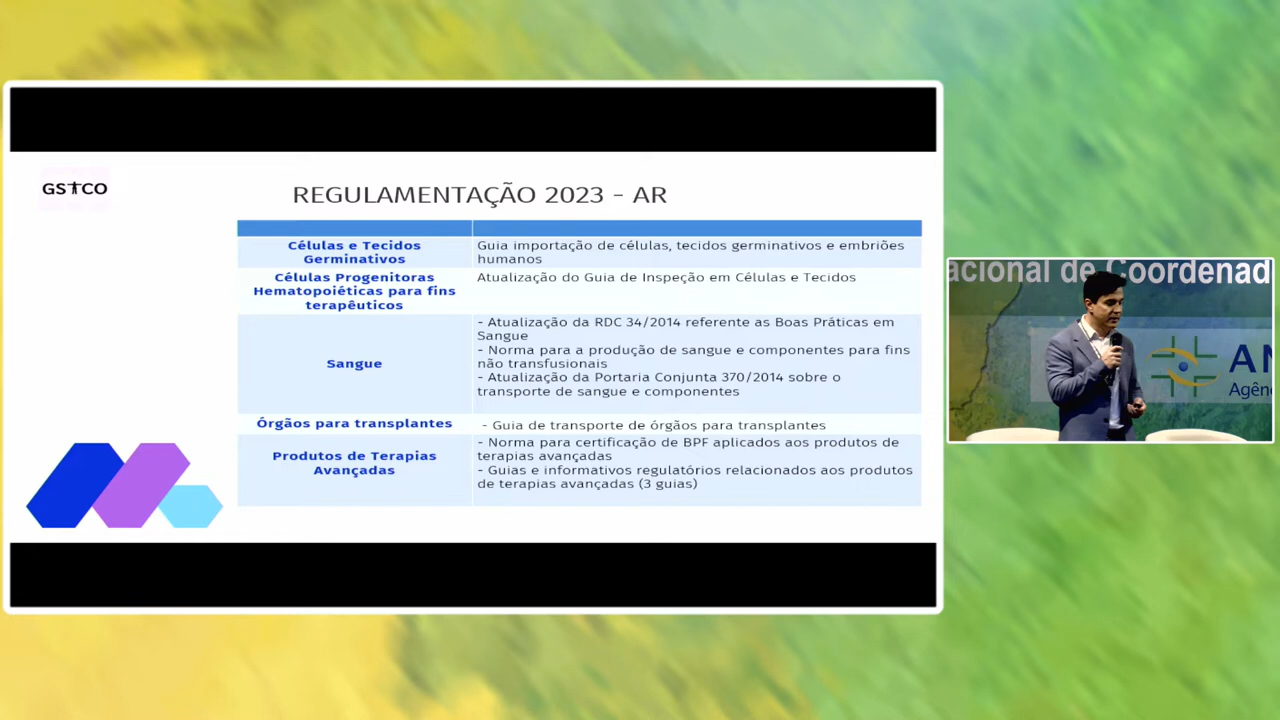 GSTCO
REGULAMENTAÇÃO 2023 - AR
Células e Tecidos
Germinativos
Guia importação de células, tecidos germinativos e embriões
humanos
Células Progenitoras
Hematopoiéticas para fins
terapêuticos
Atualização do Guia de Inspeção em Células e Tecidos
Sangue
- Atualização da RDC 34/2014 referente as Boas Práticas em
Sangue
- Norma para a produção de sangue e componentes para fins
não transfusionais
- Atualização da Portaria Conjunta 370/2014 sobre o
transporte de sangue e componentes
Órgãos para transplantes
- Guia de transporte de órgãos para transplantes
Produtos de Terapias
Avançadas
- Norma para certificação de BPF aplicados aos produtos de
terapias avançadas
- Guias e informativos regulatórios relacionados aos produtos
de terapias avançadas (3 guias)
acional de Coordenad
AN
Agênc